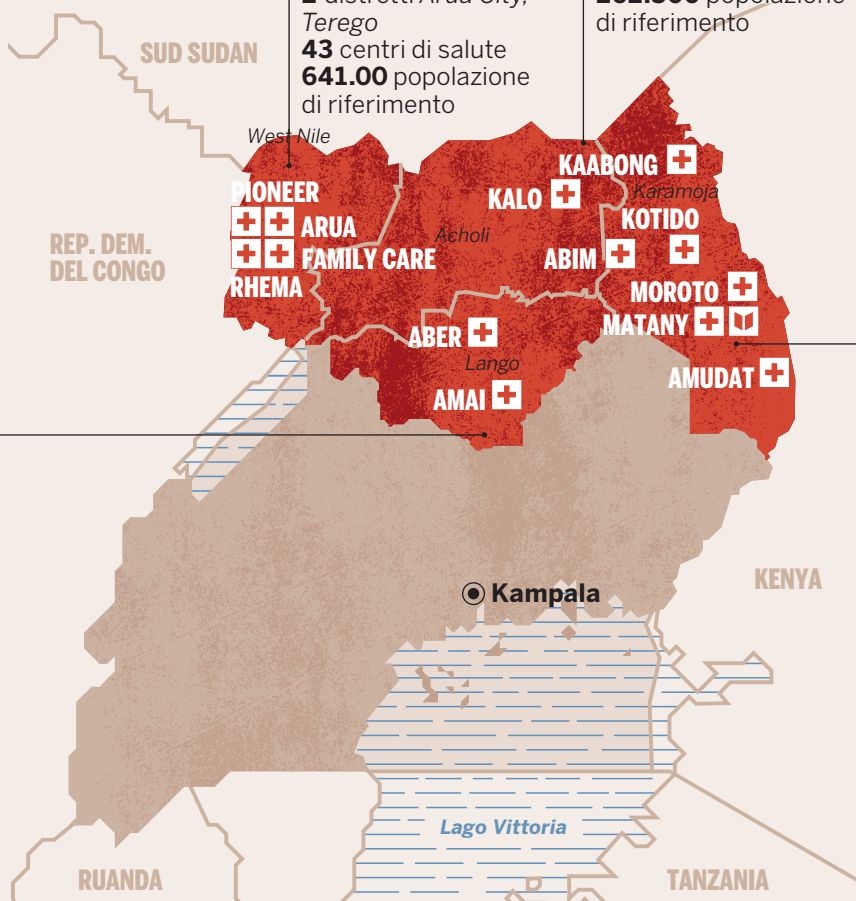 2 distretti Arua City,
Terego
43 centri di salute
641.00 popolazione
di riferimento
popolazione
di riferimento
SUD SUDAN
West Nile
PIONEER
ARUA
FAMILY CARE
RHEMA
REP. DEM.
DEL CONGO
KAABONG
Karamoja
KALO
KOTIDO
Acholi
ABIM
MOROTO
MATANY
ABER
Lango
AMUDAT
AMAI
Kampala
KENYA
Lago Vittoria
RUANDA
TANZANIA